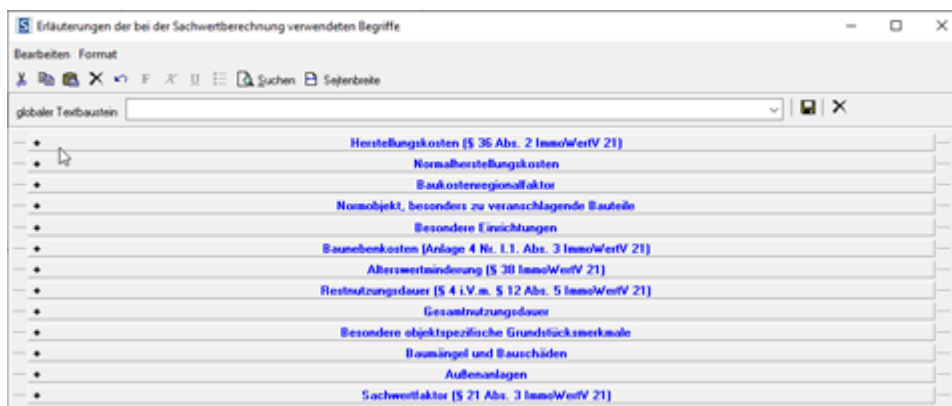 S Erläuterungen der bei der Sachwertberechnung verwendeten Begriffe
Bearbeiten Format
F K U Suchen Seitenbreite
globaler Textbaustein
Herstellungskosten (§ 36 Abs. 2 ImmoWertV 21)
Normalherstellungskosten
Baukostenregionalfaktor
Normobjekt, besonders zu veranschlagende Bauteile
Besondere Einrichtungen
Baunebenkosten (Anlage 4 Nr. I.1. Abs. 3 ImmoWertV 21)
Alterswertminderung (§ 38 ImmoWertV 21)
Restnutzungsdauer (§ 4 i.V.m. § 12 Abs. 5 ImmoWertV 21)
Gesamtnutzungsdauer
Besondere objektspezifische Grundstücksmerkmale
Baumängel und Bauschäden
Außenanlagen
Sachwertfaktor (§ 21 Abs. 3 ImmoWertV 21)